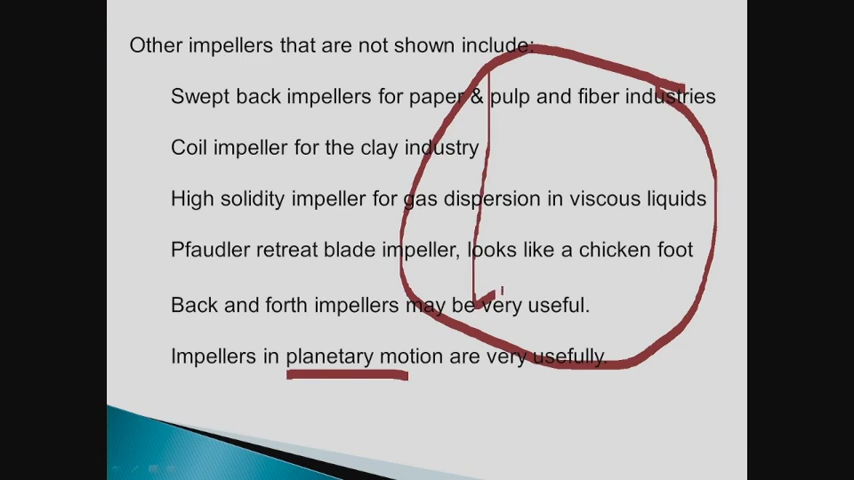 Other impellers that are not shown include:
Swept back impellers for paper & pulp and fiber industries
Coil impeller for the clay industry
High solidity impeller for gas dispersion in viscous liquids
Pfaudler retreat blade impeller, looks like a chicken foot
Back and forth impellers may be very useful.
Impellers in planetary motion are very usefully.